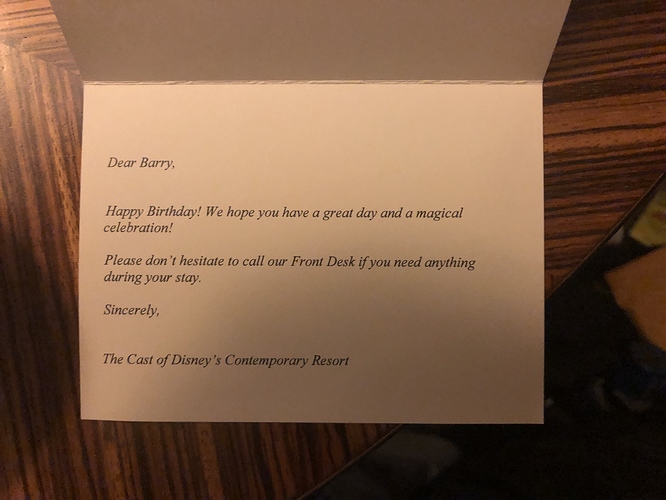 Dear Barry,
Happy Birthday! We hope you have a great day and a magical
celebration!
Please don't hesitate to call our Front Desk if you need anything
during your stay.
Sincerely,
The Cast of Disney's Contemporary Resort